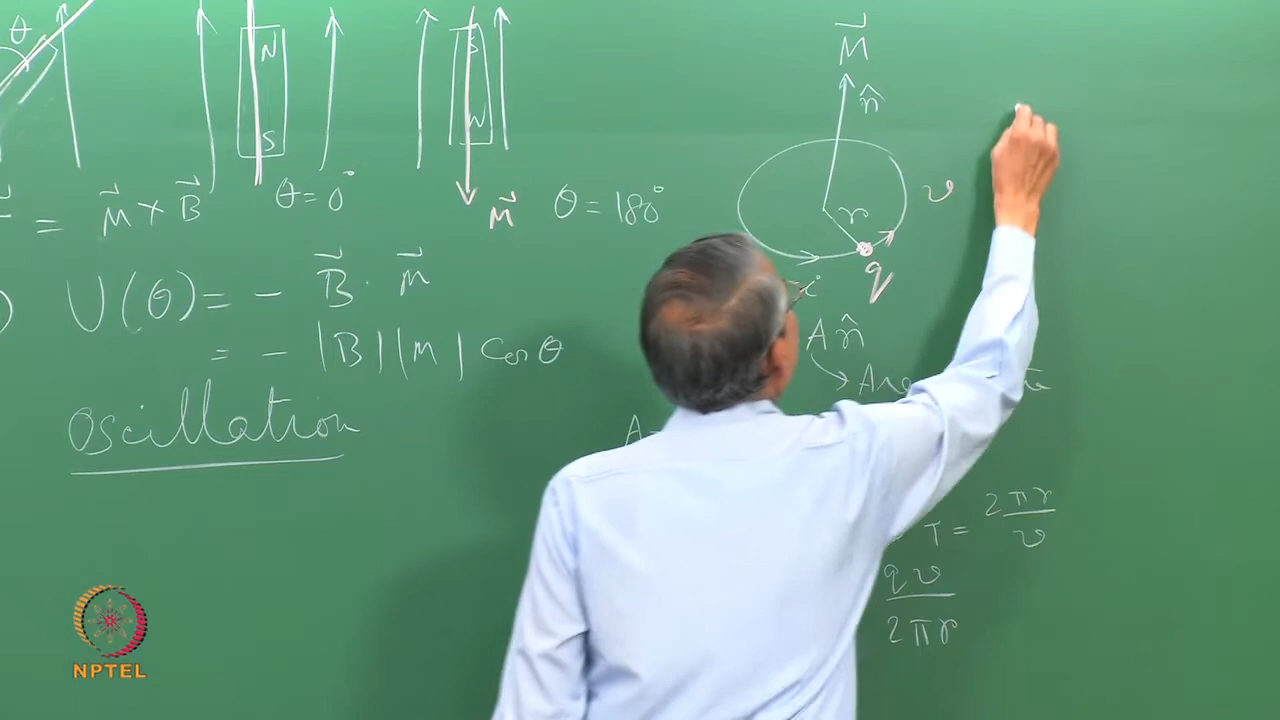 θ
N
S
S
N
= M⃗ × B⃗
θ = 0°
M⃗
θ = 180°
U(θ) = - B⃗ · M⃗
= - |B| |M| Cos θ
Oscillation
M⃗
n̂
r
v
q
i
A n̂
A
T = 2πr / v
qv / 2πr
NPTEL